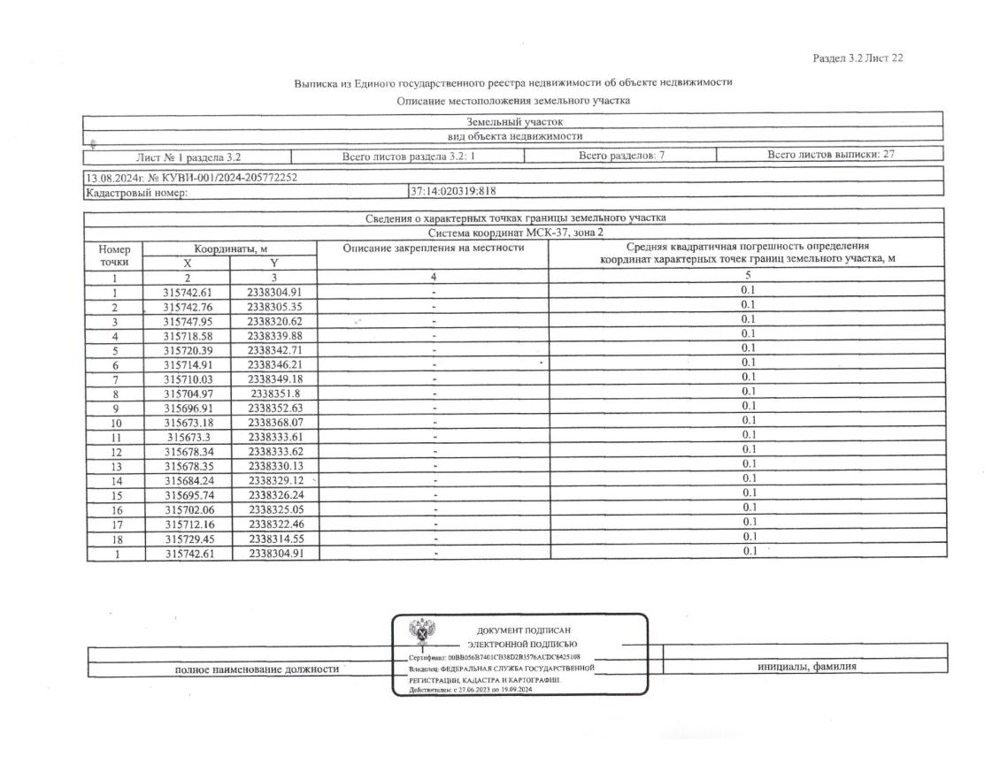 Раздел 3.2 Лист 22
Выписка из Единого государственного реестра недвижимости об объекте недвижимости
Описание местоположения земельного участка
Земельный участок
вид объекта недвижимости
Лист № 1 раздела 3.2 Всего листов раздела 3.2: 1 Всего разделов: 7 Всего листов выписки: 27
13.08.2024г. № КУВИ-001/2024-205772252
Кадастровый номер: 37:14:020319:818
Сведения о характерных точках границы земельного участка
Система координат МСК-37, зона 2
Номер точки Координаты, м Описание закрепления на местности Средняя квадратичная погрешность определения координат характерных точек границ земельного участка, м
X Y
1 2 3 4 5
1 315742.61 2338304.91 - 0.1
2 315742.76 2338305.35 - 0.1
3 315747.95 2338320.62 - 0.1
4 315718.58 2338339.88 - 0.1
5 315720.39 2338342.71 - 0.1
6 315714.91 2338346.21 - 0.1
7 315710.03 2338349.18 - 0.1
8 315704.97 2338351.8 - 0.1
9 315696.91 2338352.63 - 0.1
10 315673.18 2338368.07 - 0.1
11 315673.3 2338333.61 - 0.1
12 315678.34 2338333.62 - 0.1
13 315678.35 2338330.13 - 0.1
14 315684.24 2338329.12 - 0.1
15 315695.74 2338326.24 - 0.1
16 315702.06 2338325.05 - 0.1
17 315712.16 2338322.46 - 0.1
18 315729.45 2338314.55 - 0.1
1 315742.61 2338304.91 - 0.1
ДОКУМЕНТ ПОДПИСАН
ЭЛЕКТРОННОЙ ПОДПИСЬЮ
Сертификат: 00BB056B7401CB38D2B3576ACDC8425108
Владелец: ФЕДЕРАЛЬНАЯ СЛУЖБА ГОСУДАРСТВЕННОЙ
РЕГИСТРАЦИИ, КАДАСТРА И КАРТОГРАФИИ
Действителен: с 27.06.2023 по 19.09.2024
полное наименование должности
инициалы, фамилия